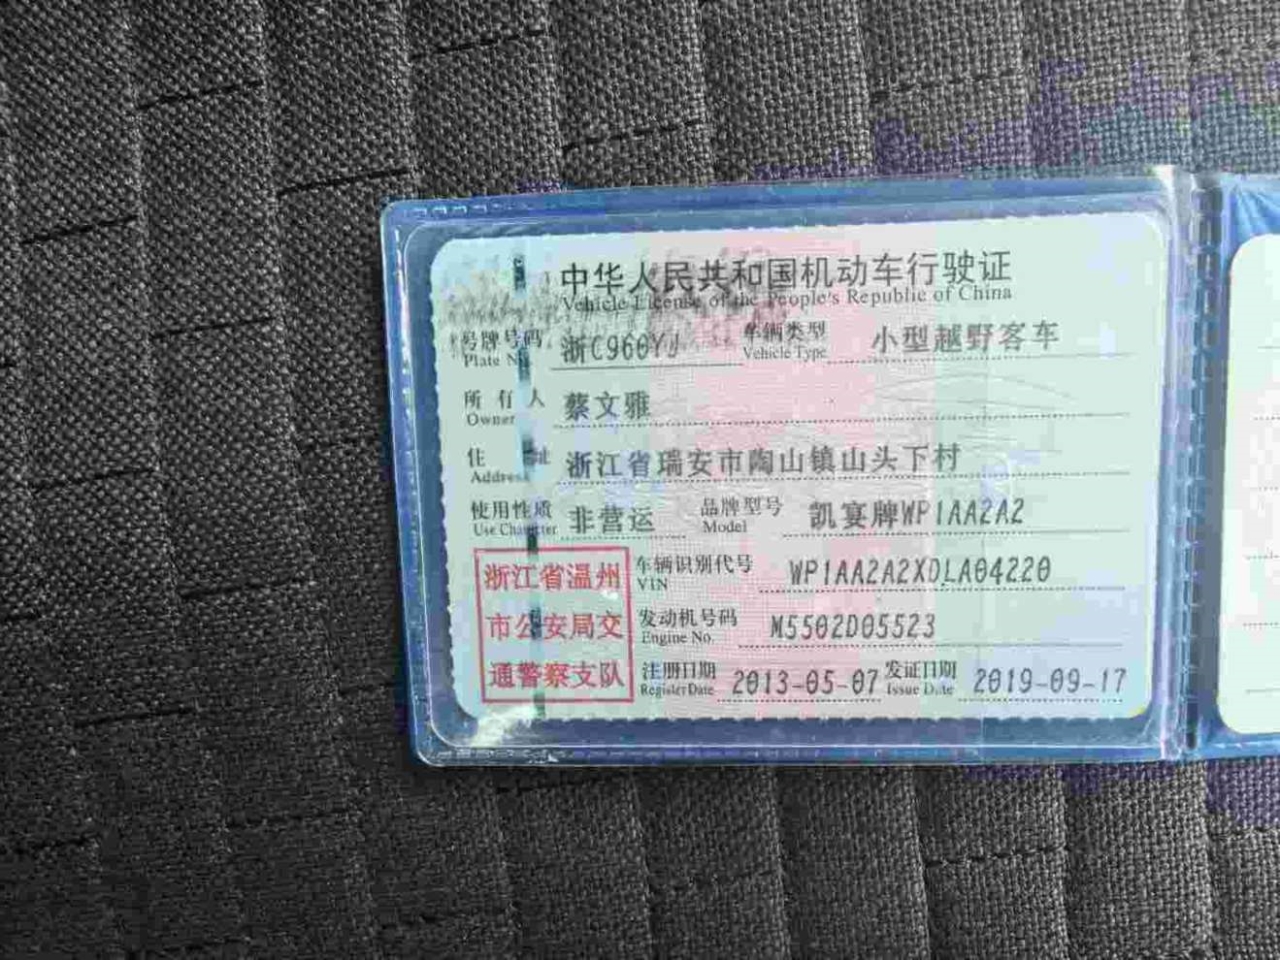 中华人民共和国机动车行驶证
Vehicle License of the People's Republic of China
号牌号码 浙C960YJ 车辆类型 小型越野客车
Plate No. Vehicle Type
所有人 蔡文雅
Owner
住址 浙江省瑞安市陶山镇山头下村
Address
使用性质 非营运 品牌型号 凯宴牌WP1AA2A2
Use Character Model
浙江省温州 车辆识别代号 WP1AA2A2XDLA04220
VIN
市公安局交 发动机号码 M5502D05523
Engine No.
通警察支队 注册日期 2013-05-07 发证日期 2019-09-17
Register Date Issue Date